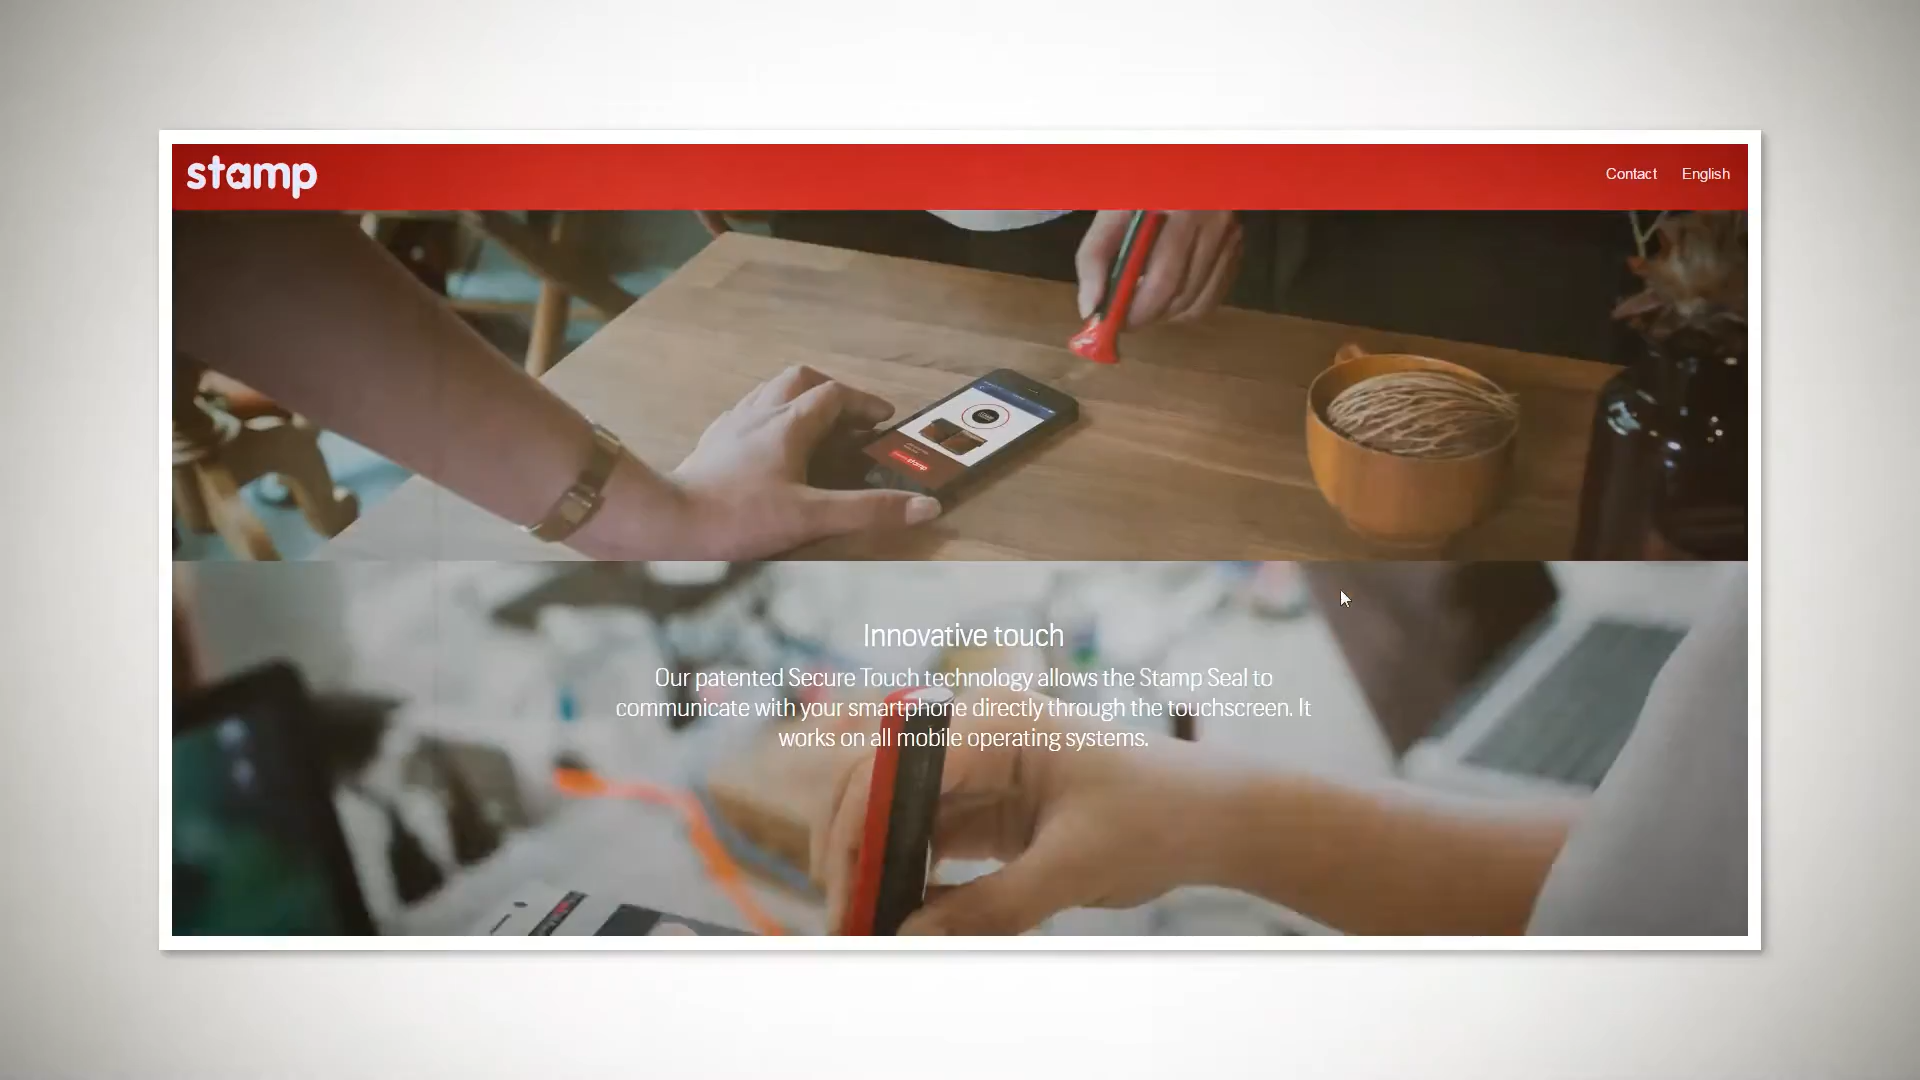 stamp
Contact English
Innovative touch
Our patented Secure Touch technology allows the Stamp Seal to
communicate with your smartphone directly through the touchscreen. It
works on all mobile operating systems.
stamp